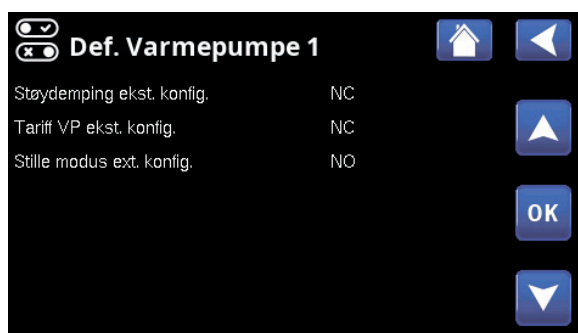 Def. Varmepumpe 1
Støydemping ekst. konfig. NC
Tariff VP ekst. konfig. NC
Stille modus ext. konfig. NO
OK